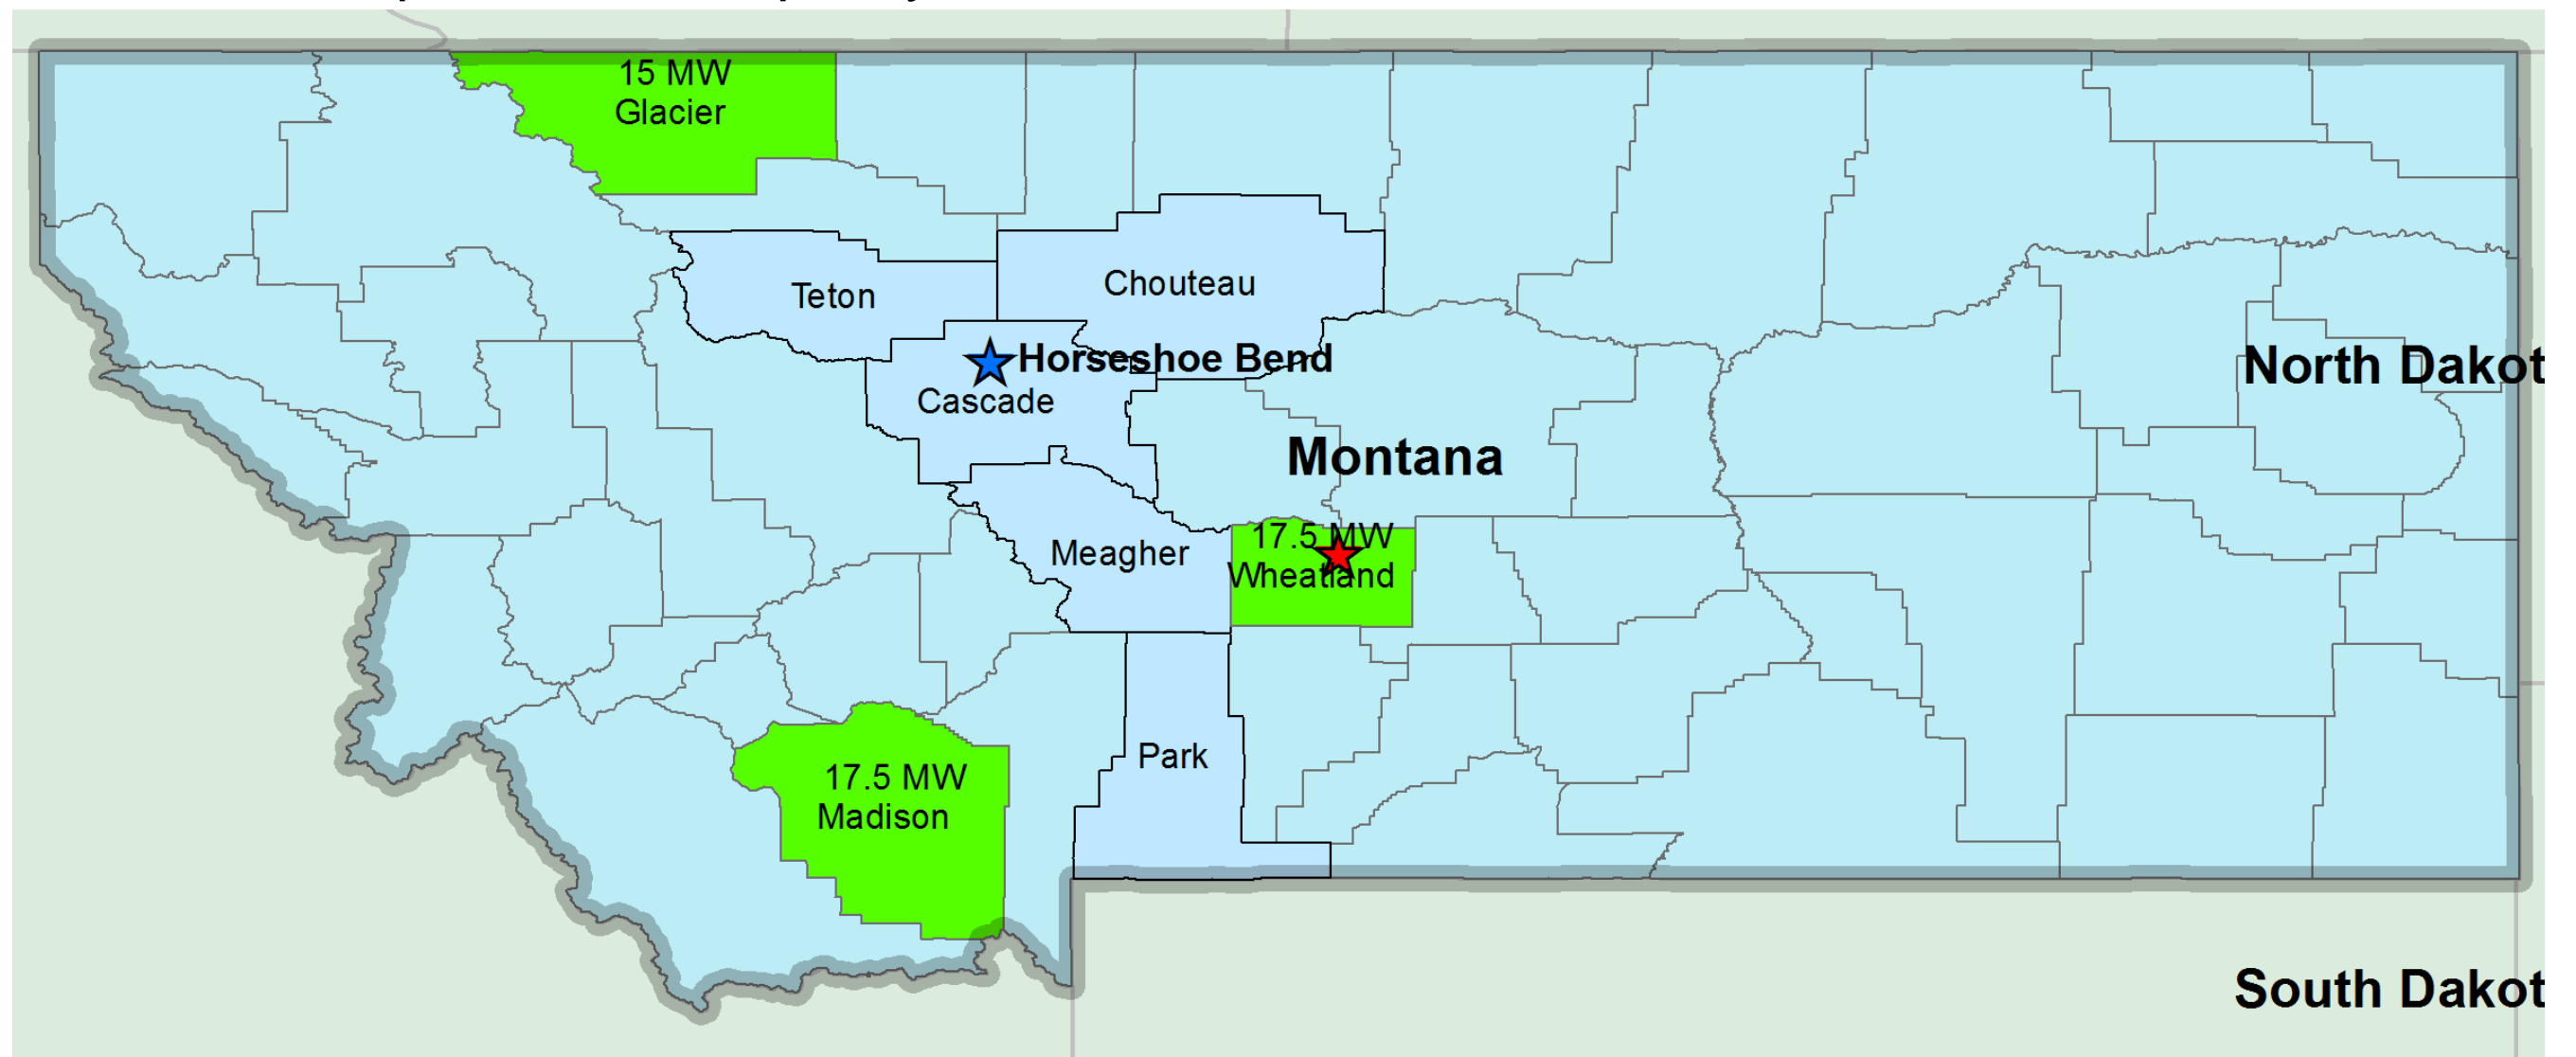 15 MW
Glacier
Teton
Chouteau
Horseshoe Bend
Cascade
North Dakot
Montana
17.5 MW
Wheatland
Meagher
Park
17.5 MW
Madison
South Dakot